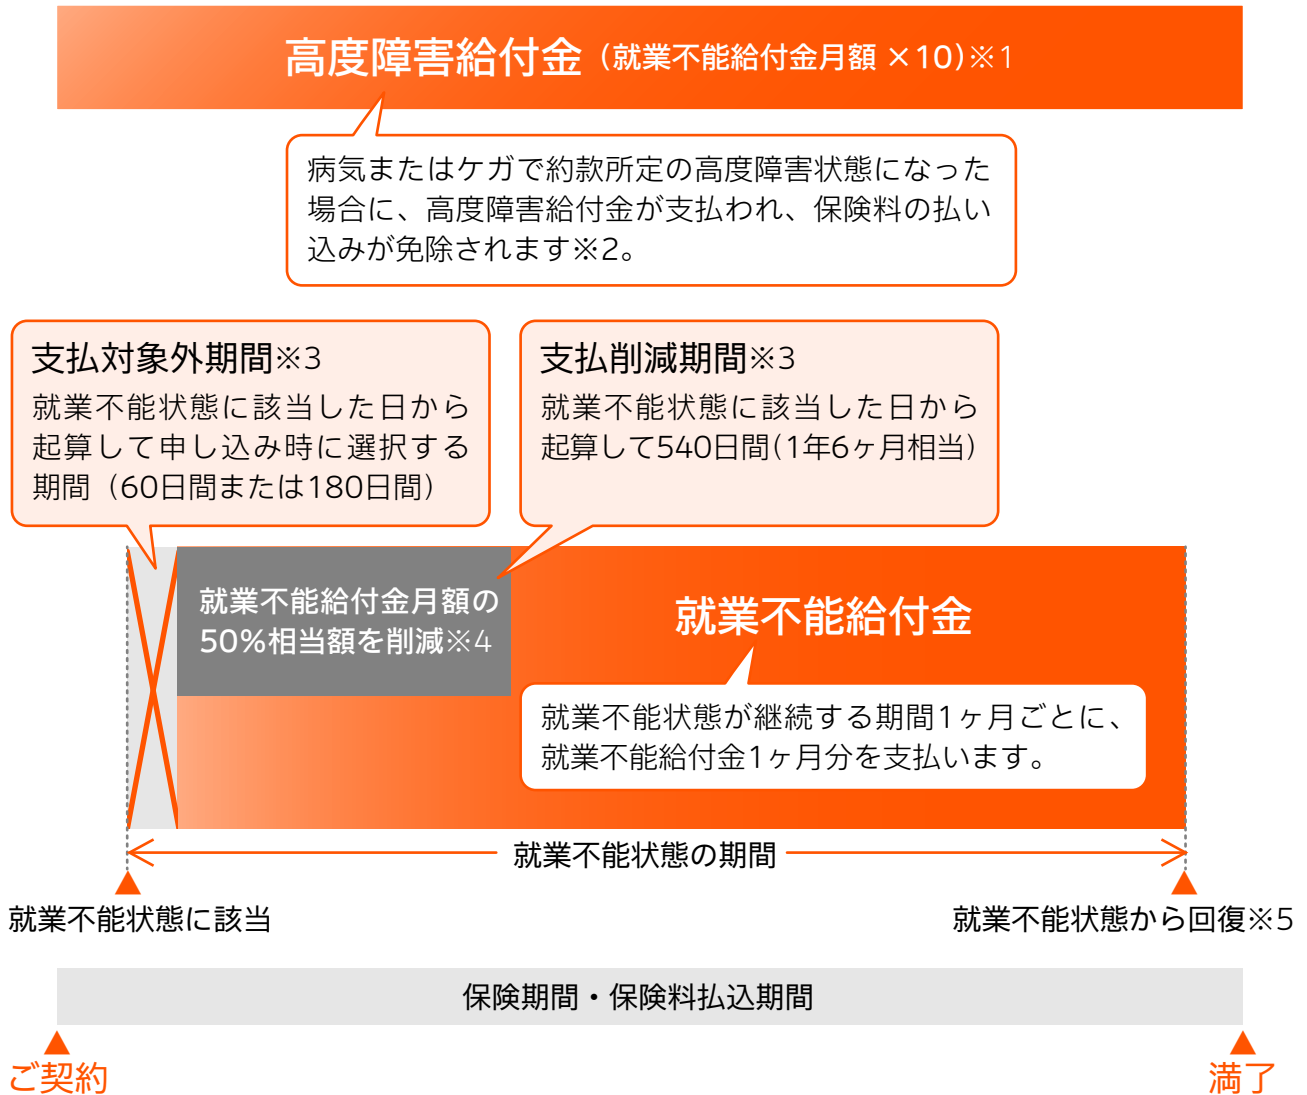 高度障害給付金（就業不能給付金月額 ×10）※1
病気またはケガで約款所定の高度障害状態になった
場合に、高度障害給付金が支払われ、保険料の払い
込みが免除されます※2。
支払対象外期間※3
就業不能状態に該当した日から
起算して申し込み時に選択する
期間（60日間または180日間）
支払削減期間※3
就業不能状態に該当した日から
起算して540日間（1年6ヶ月相当）
就業不能給付金月額の
50%相当額を削減※4
就業不能給付金
就業不能状態が継続する期間1ヶ月ごとに、
就業不能給付金1ヶ月分を支払います。
就業不能状態の期間
就業不能状態に該当
就業不能状態から回復※5
保険期間・保険料払込期間
ご契約
満了